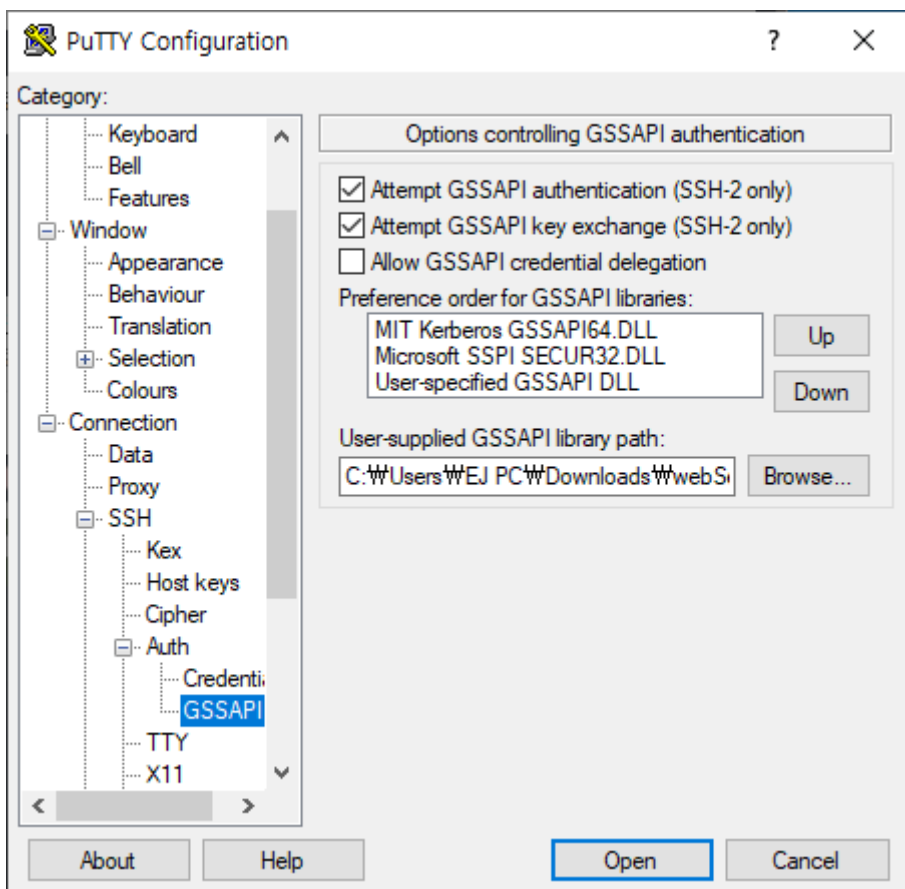 PuTTY Configuration
?
Category:
Keyboard
Bell
Features
Window
Appearance
Behaviour
Translation
Selection
Colours
Connection
Data
Proxy
SSH
Kex
Host keys
Cipher
Auth
Credenti
GSSAPI
TTY
X11
Options controlling GSSAPI authentication
Attempt GSSAPI authentication (SSH-2 only)
Attempt GSSAPI key exchange (SSH-2 only)
Allow GSSAPI credential delegation
Preference order for GSSAPI libraries:
MIT Kerberos GSSAPI64.DLL
Microsoft SSPI SECUR32.DLL
User-specified GSSAPI DLL
Up
Down
User-supplied GSSAPI library path:
C:₩Users₩EJ PC₩Downloads₩webS
Browse...
About
Help
Open
Cancel